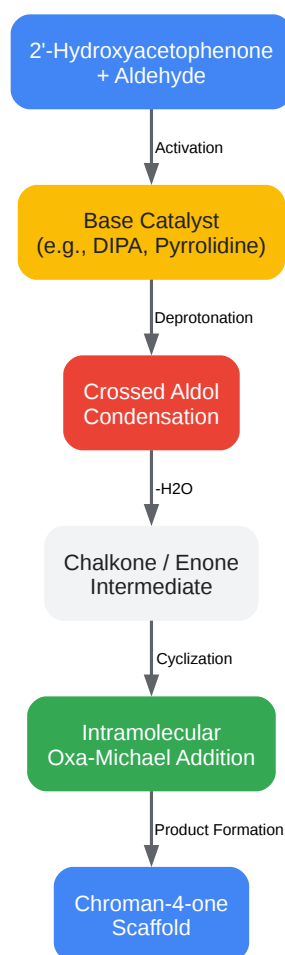 2'-Hydroxyacetophenone
+ Aldehyde
Activation
Base Catalyst
(e.g., DIPA, Pyrrolidine)
Deprotonation
Crossed Aldol
Condensation
-H2O
Chalkone / Enone
Intermediate
Cyclization
Intramolecular
Oxa-Michael Addition
Product Formation
Chroman-4-one
Scaffold